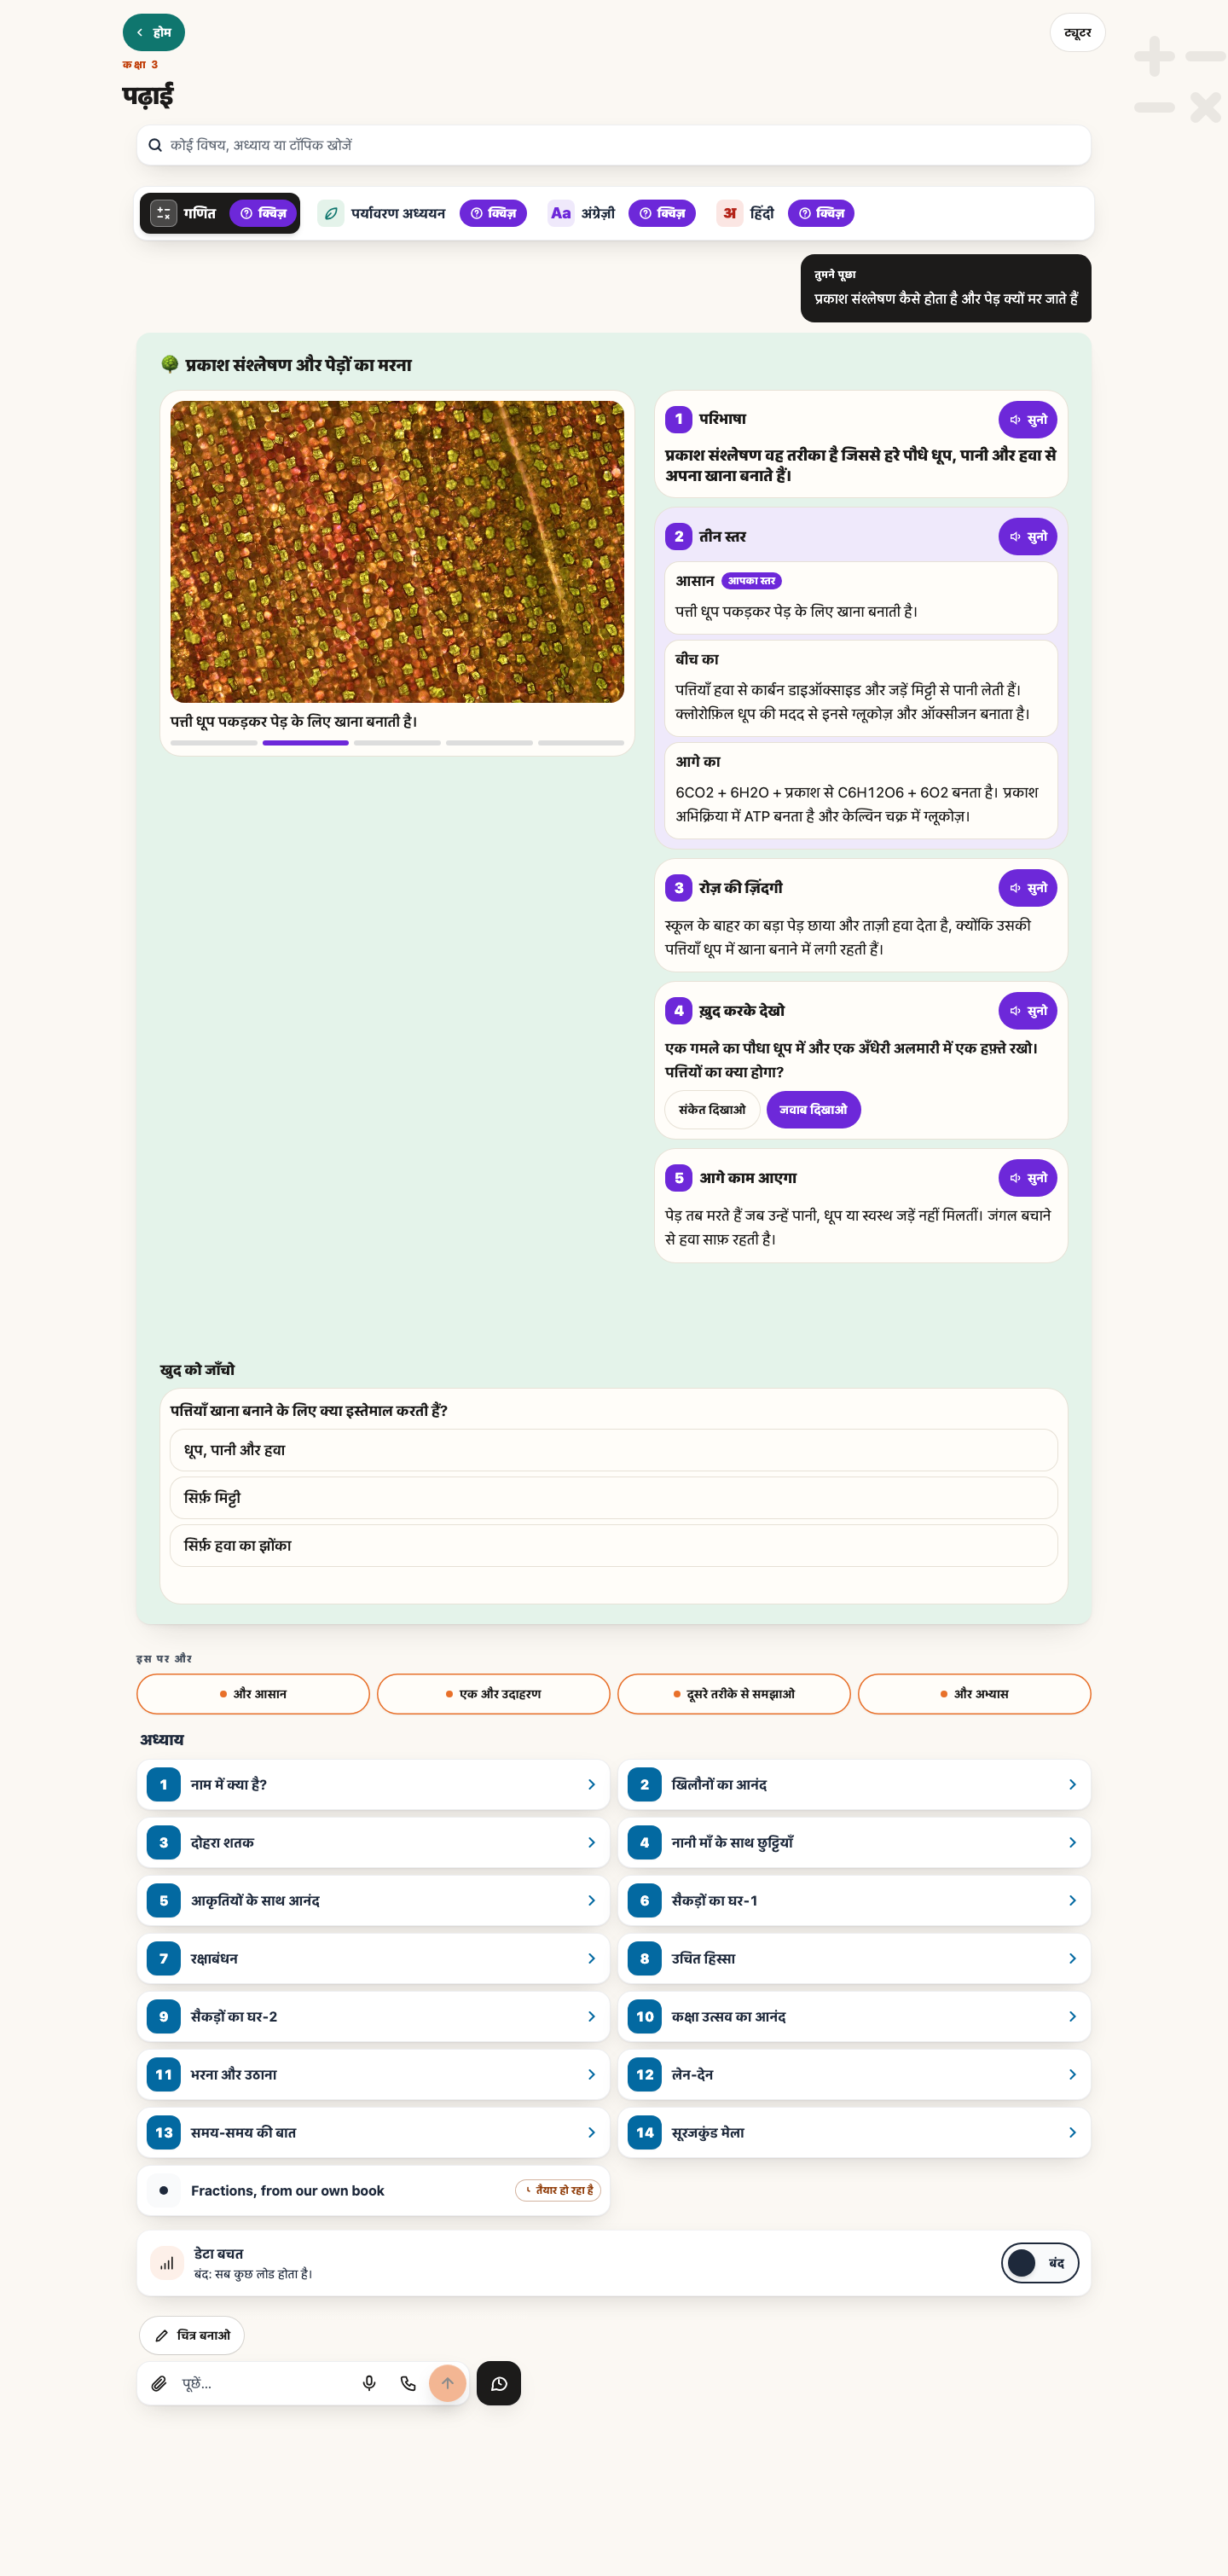 होम
ट्यूटर
कक्षा 3
पढ़ाई
कोई विषय, अध्याय या टॉपिक खोजें
गणित
क्विज़
पर्यावरण अध्ययन
क्विज़
Aa अंग्रेज़ी
क्विज़
अ हिंदी
क्विज़
तुमने पूछा
प्रकाश संश्लेषण कैसे होता है और पेड़ क्यों मर जाते हैं
प्रकाश संश्लेषण और पेड़ों का मरना
पत्ती धूप पकड़कर पेड़ के लिए खाना बनाती है।
1 परिभाषा
सुनो
प्रकाश संश्लेषण वह तरीका है जिससे हरे पौधे धूप, पानी और हवा से
अपना खाना बनाते हैं।
2 तीन स्तर
सुनो
आसान आपका स्तर
पत्ती धूप पकड़कर पेड़ के लिए खाना बनाती है।
बीच का
पत्तियाँ हवा से कार्बन डाइऑक्साइड और जड़ें मिट्टी से पानी लेती हैं।
क्लोरोफ़िल धूप की मदद से इनसे ग्लूकोज़ और ऑक्सीजन बनाता है।
आगे का
6CO2 + 6H2O + प्रकाश से C6H12O6 + 6O2 बनता है। प्रकाश
अभिक्रिया में ATP बनता है और केल्विन चक्र में ग्लूकोज़।
3 रोज़ की ज़िंदगी
सुनो
स्कूल के बाहर का बड़ा पेड़ छाया और ताज़ी हवा देता है, क्योंकि उसकी
पत्तियाँ धूप में खाना बनाने में लगी रहती हैं।
4 ख़ुद करके देखो
सुनो
एक गमले का पौधा धूप में और एक अँधेरी अलमारी में एक हफ़्ते रखो।
पत्तियों का क्या होगा?
संकेत दिखाओ
जवाब दिखाओ
5 आगे काम आएगा
सुनो
पेड़ तब मरते हैं जब उन्हें पानी, धूप या स्वस्थ जड़ें नहीं मिलतीं। जंगल बचाने
से हवा साफ़ रहती है।
खुद को जाँचो
पत्तियाँ खाना बनाने के लिए क्या इस्तेमाल करती हैं?
धूप, पानी और हवा
सिर्फ़ मिट्टी
सिर्फ़ हवा का झोंका
इस पर और
और आसान
एक और उदाहरण
दूसरे तरीके से समझाओ
और अभ्यास
अध्याय
1 नाम में क्या है?
2 खिलौनों का आनंद
3 दोहरा शतक
4 नानी माँ के साथ छुट्टियाँ
5 आकृतियों के साथ आनंद
6 सैकड़ों का घर-1
7 रक्षाबंधन
8 उचित हिस्सा
9 सैकड़ों का घर-2
10 कक्षा उत्सव का आनंद
11 भरना और उठाना
12 लेन-देन
13 समय-समय की बात
14 सूरजकुंड मेला
Fractions, from our own book
तैयार हो रहा है
डेटा बचत
बंद: सब कुछ लोड होता है।
बंद
चित्र बनाओ
पूछें...